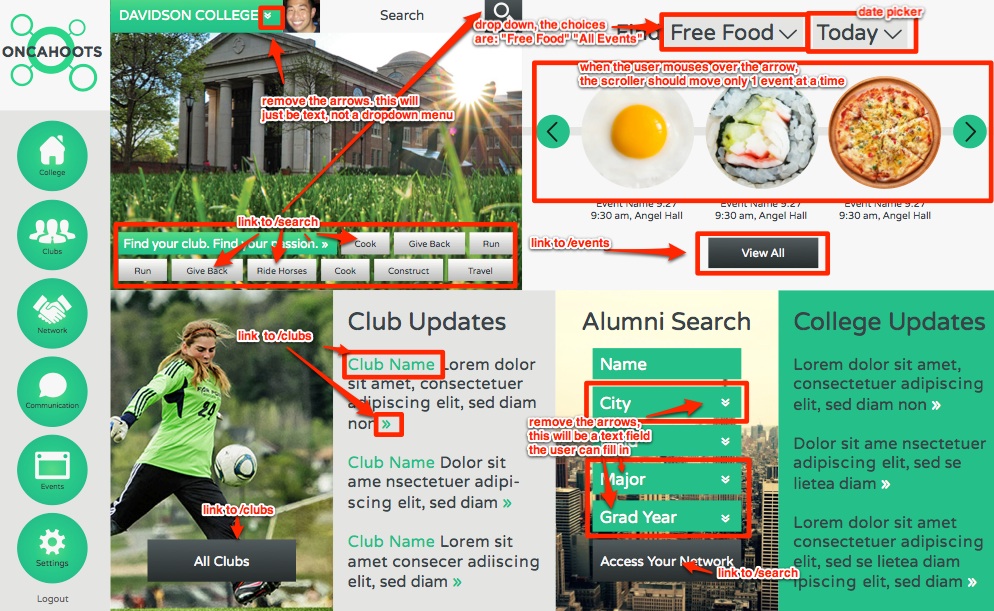 ONCAHOOTS
College
Clubs
Network
Communication
Events
Settings
Logout
DAVIDSON COLLEGE
Search
remove the arrows. this will
just be text, not a dropdown menu
link to /search
Find your club. Find your passion. »
Cook
Give Back
Run
Run
Give Back
Ride Horses
Cook
Construct
Travel
date picker
drop down, the choices
are: "Free Food" "All Events"
Find Free Food Today
when the user mouses over the arrow,
the scroller should move only 1 event at a time
Event Name 9.27
9:30 am, Angel Hall
Event Name 9.27
9:30 am, Angel Hall
Event Name 9.27
9:30 am, Angel Hall
link to /events
View All
link to /clubs
link to /clubs
All Clubs
Club Updates
Club Name Lorem dolor
sit amet, consectetuer
adipiscing elit, sed diam
non »
Club Name Dolor sit
ame nsectetuer adipi-
scing elit, sed diam »
Club Name Lorem sit
amet consecer adiiscing
elit, sed diam »
Alumni Search
Name
City
remove the arrows,
this will be a text field
the user can fill in
Major
Grad Year
Access Your Network
link to /search
College Updates
Lorem dolor sit amet,
consectetuer adipiscing
elit, sed diam non »
Dolor sit ame nsectetuer
adipiscing elit, sed se
lietea diam »
Lorem dolor sit amet
consectetuer adipiscing
elit, sed se lietea diam
ipiscing elit, sed diam »